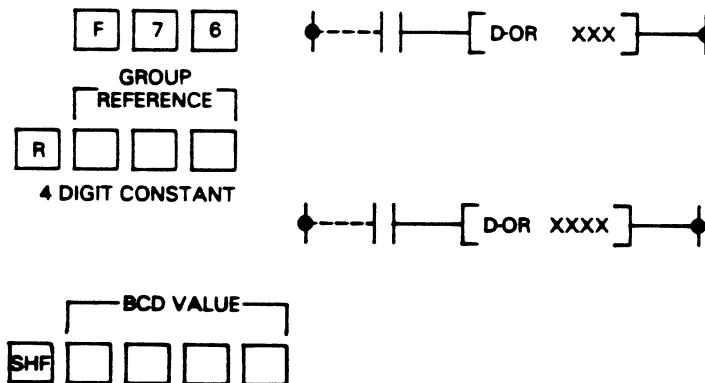 F 7 6
D-OR XXX
GROUP
REFERENCE
R
4 DIGIT CONSTANT
D-OR XXXX
BCD VALUE
SHF